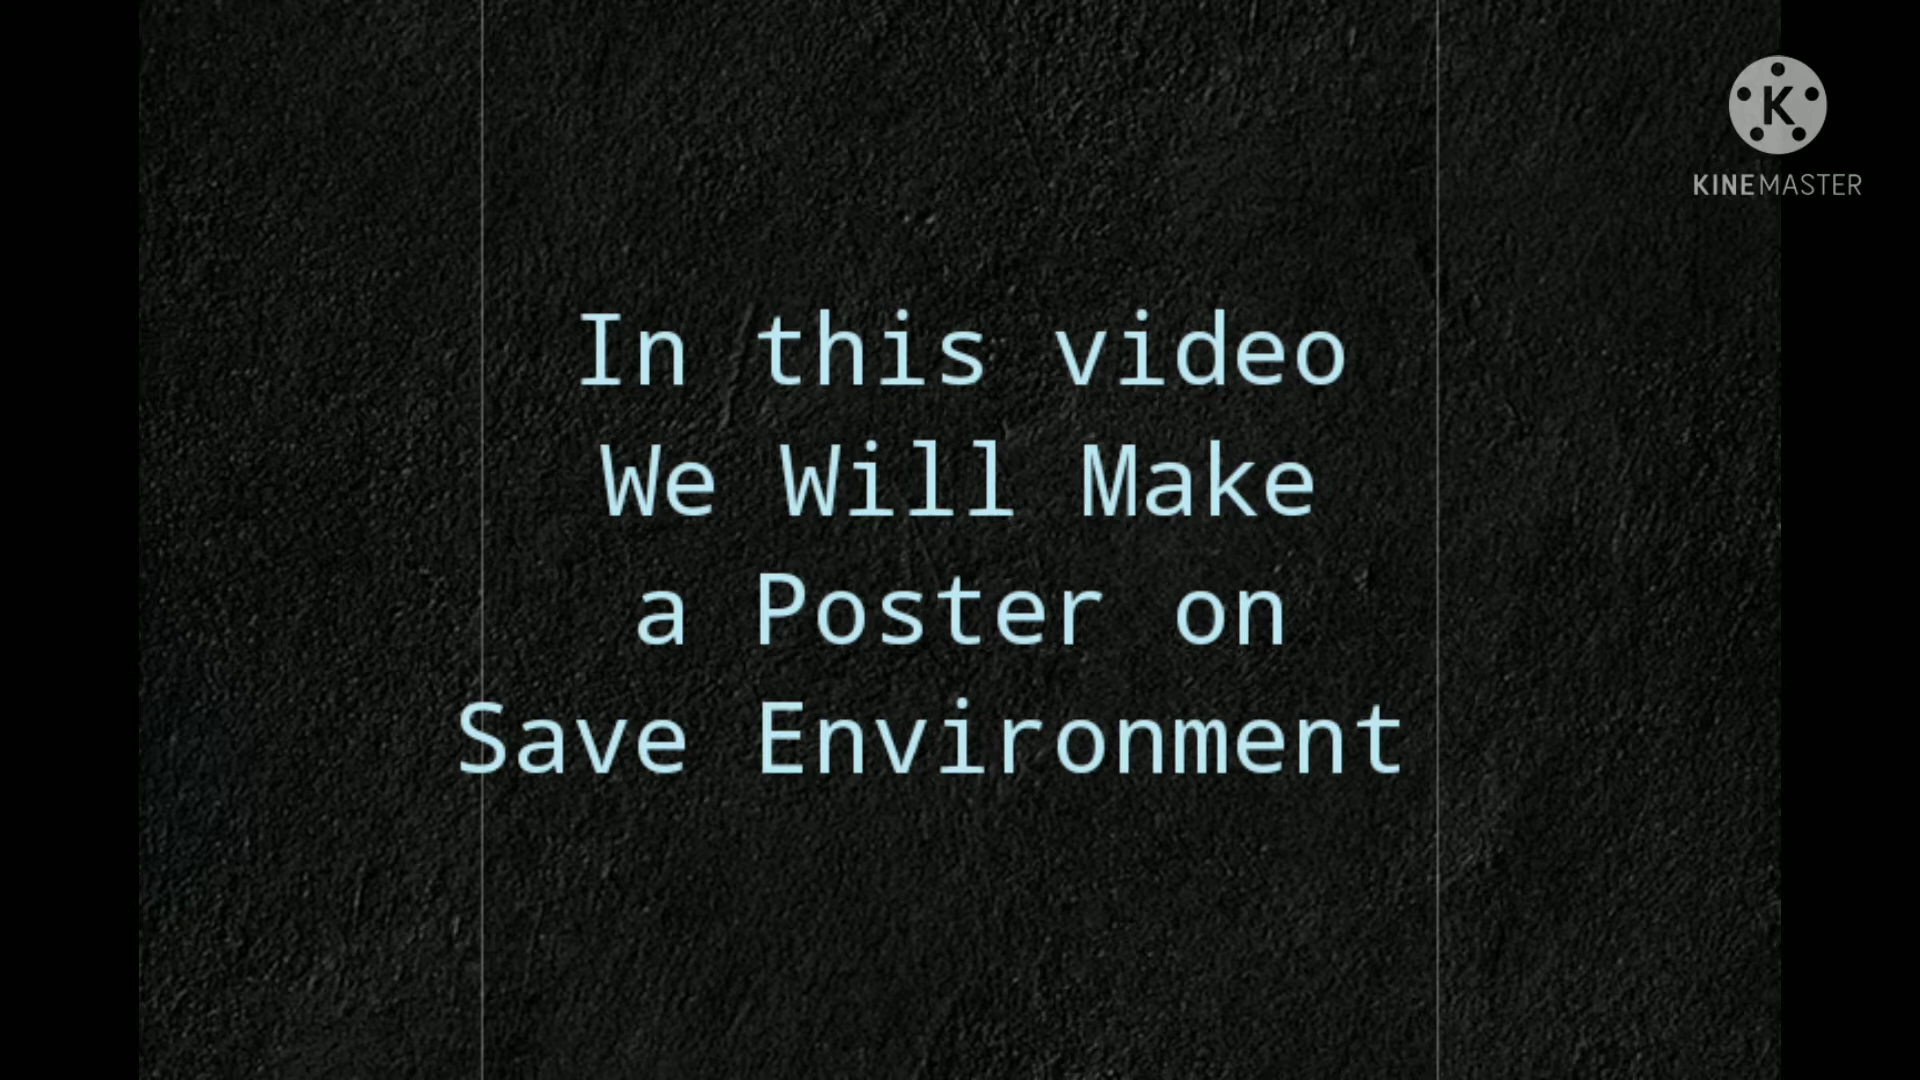 K
KINEMASTER
In this video
We Will Make
a Poster on
Save Environment